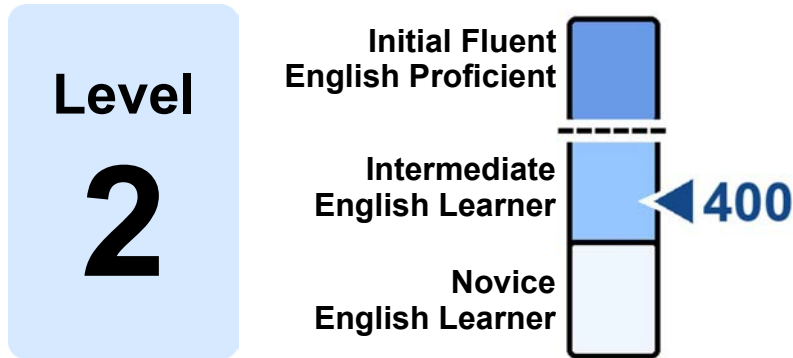 Level
2
Initial Fluent
English Proficient
Intermediate
English Learner
400
Novice
English Learner